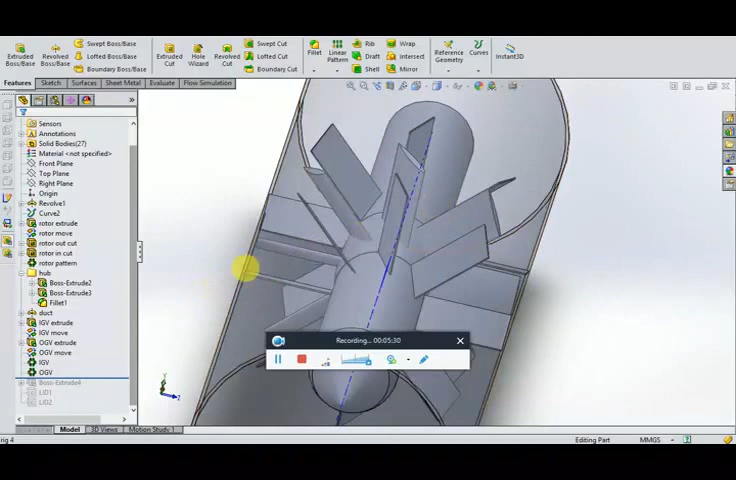 Extruded Boss/Base
Revolved Boss/Base
Swept Boss/Base
Lofted Boss/Base
Boundary Boss/Base
Extruded Cut
Hole Wizard
Revolved Cut
Swept Cut
Lofted Cut
Boundary Cut
Fillet
Linear Pattern
Rib
Draft
Shell
Wrap
Intersect
Mirror
Reference Geometry
Curves
Instant3D
Features
Sketch
Surfaces
Sheet Metal
Evaluate
Flow Simulation
Sensors
Annotations
Solid Bodies(27)
Material <not specified>
Front Plane
Top Plane
Right Plane
Origin
Revolve1
Curve2
rotor extrude
rotor move
rotor out cut
rotor in cut
rotor pattern
hub
Boss-Extrude2
Boss-Extrude3
Fillet1
duct
IGV extrude
IGV move
OGV extrude
OGV move
IGV
OGV
Boss-Extrude4
LID1
LID2
Recording... 00:05:30
Model
3D Views
Motion Study 1
rig 4
Editing Part
MMGS